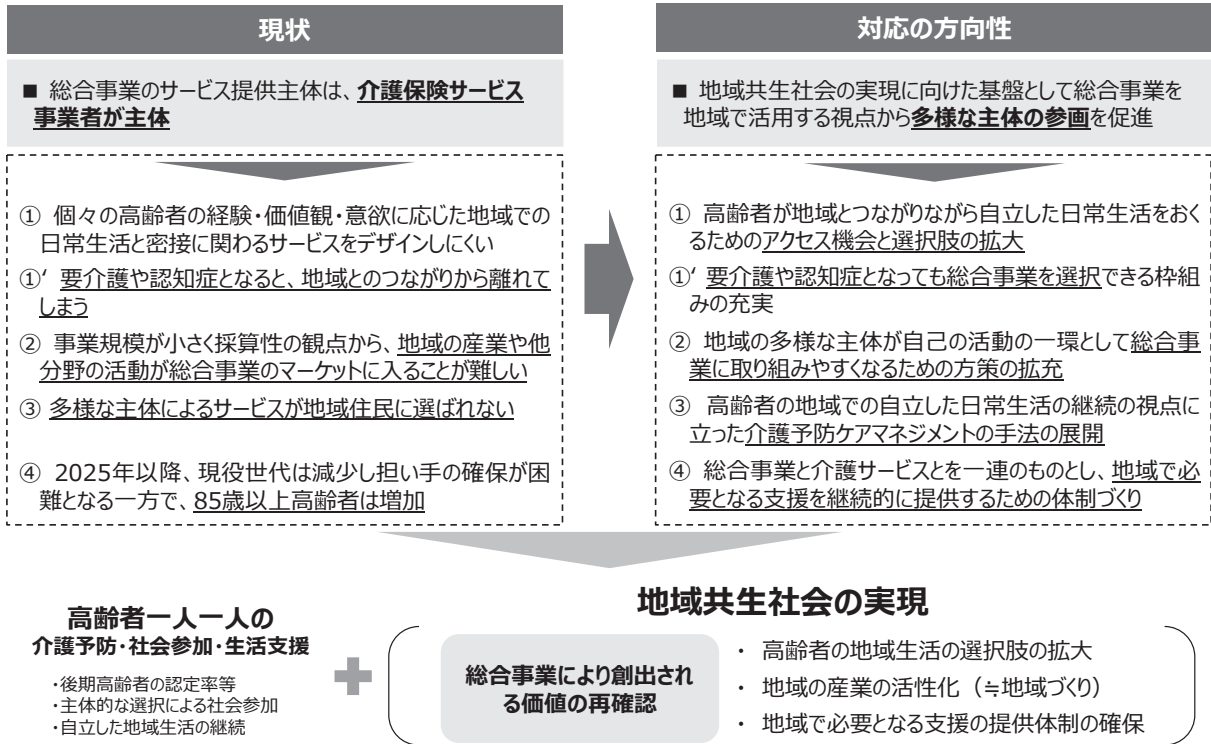 現状
■ 総合事業のサービス提供主体は、介護保険サービス
事業者が主体
① 個々の高齢者の経験・価値観・意欲に応じた地域での
日常生活と密接に関わるサービスをデザインしにくい
①' 要介護や認知症となると、地域とのつながりから離れて
しまう
② 事業規模が小さく採算性の観点から、地域の産業や他
分野の活動が総合事業のマーケットに入ることが難しい
③ 多様な主体によるサービスが地域住民に選ばれない
④ 2025年以降、現役世代は減少し担い手の確保が困
難となる一方で、85歳以上高齢者は増加
対応の方向性
■ 地域共生社会の実現に向けた基盤として総合事業を
地域で活用する視点から多様な主体の参画を促進
① 高齢者が地域とつながりながら自立した日常生活をおく
るためのアクセス機会と選択肢の拡大
①' 要介護や認知症となっても総合事業を選択できる枠組
みの充実
② 地域の多様な主体が自己の活動の一環として総合事
業に取り組みやすくなるための方策の拡充
③ 高齢者の地域での自立した日常生活の継続の視点に
立った介護予防ケアマネジメントの手法の展開
④ 総合事業と介護サービスとを一連のものとし、地域で必
要となる支援を継続的に提供するための体制づくり
高齢者一人一人の
介護予防・社会参加・生活支援
・後期高齢者の認定率等
・主体的な選択による社会参加
・自立した地域生活の継続
地域共生社会の実現
総合事業により創出され
る価値の再確認
・ 高齢者の地域生活の選択肢の拡大
・ 地域の産業の活性化（≒地域づくり）
・ 地域で必要となる支援の提供体制の確保